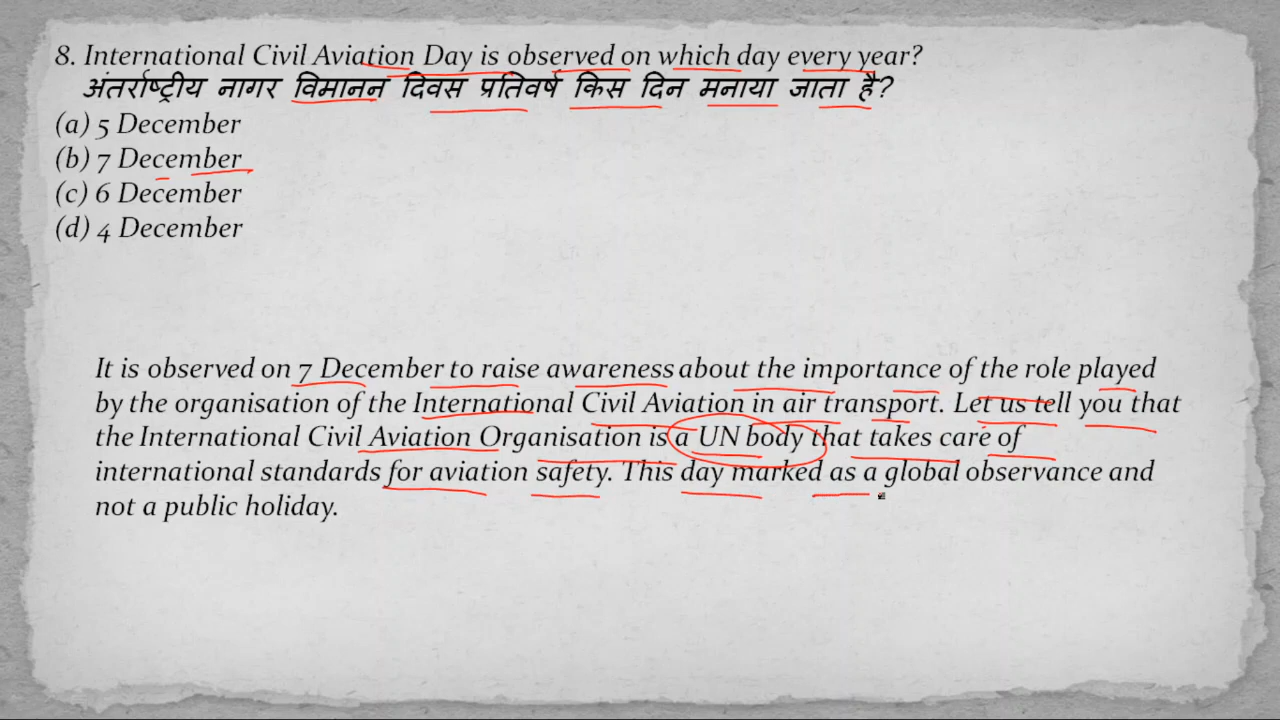 8. International Civil Aviation Day is observed on which day every year?
अंतर्राष्ट्रीय नागर विमानन दिवस प्रतिवर्ष किस दिन मनाया जाता है?
(a) 5 December
(b) 7 December
(c) 6 December
(d) 4 December
It is observed on 7 December to raise awareness about the importance of the role played
by the organisation of the International Civil Aviation in air transport. Let us tell you that
the International Civil Aviation Organisation is a UN body that takes care of
international standards for aviation safety. This day marked as a global observance and
not a public holiday.